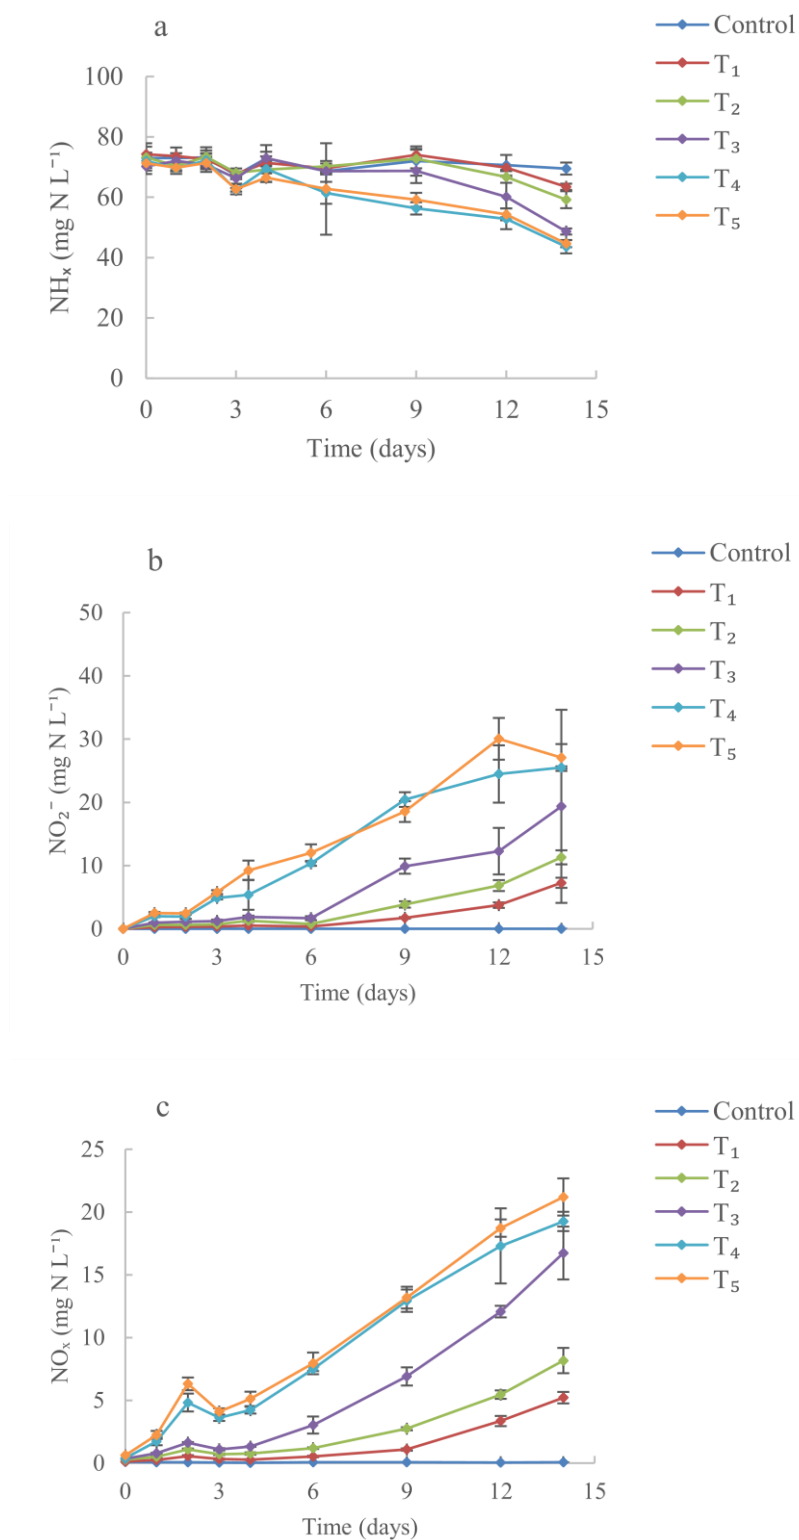 a
Control
T₁
T₂
T₃
T₄
T₅
100
80
60
40
20
0
NHₓ (mg N L⁻¹)
0 3 6 9 12 15
Time (days)
b
Control
T₁
T₂
T₃
T₄
T₅
50
40
30
20
10
0
NO₂⁻ (mg N L⁻¹)
0 3 6 9 12 15
Time (days)
c
Control
T₁
T₂
T₃
T₄
T₅
25
20
15
10
5
0
NOₓ (mg N L⁻¹)
0 3 6 9 12 15
Time (days)